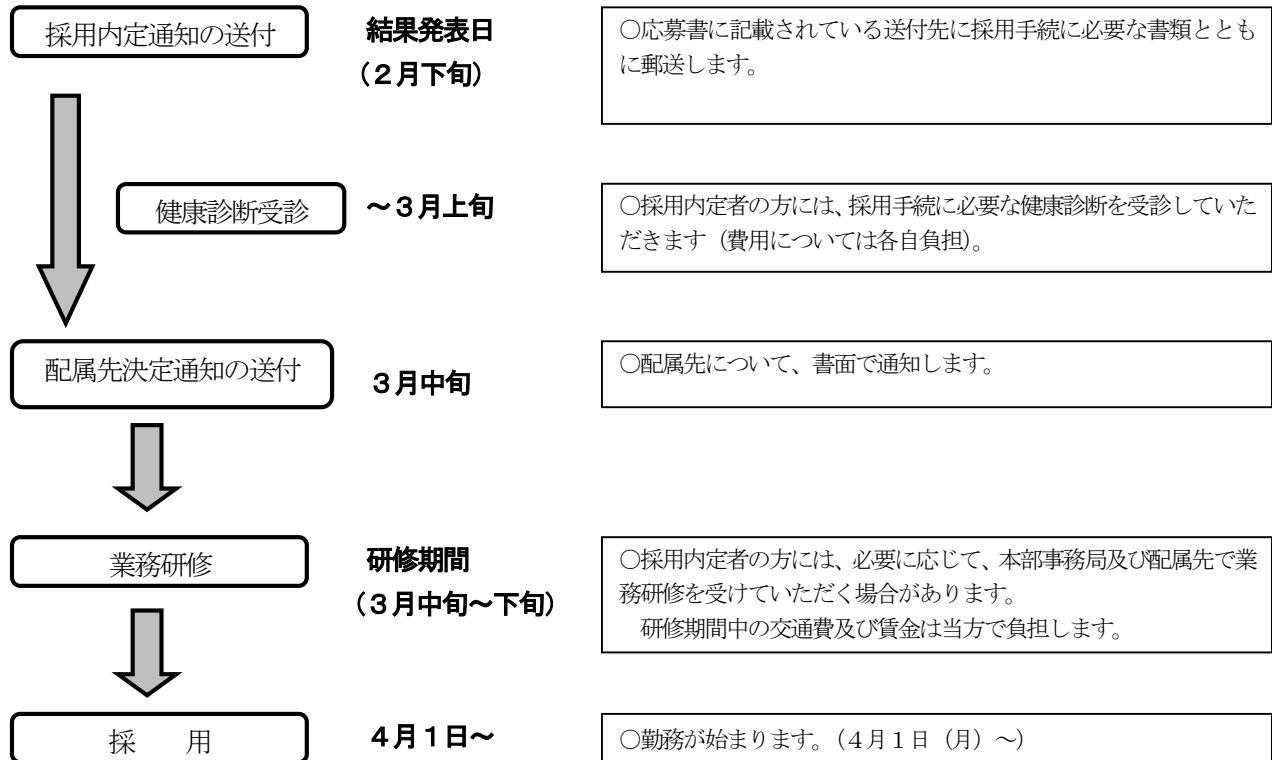 採用内定通知の送付
結果発表日
(2月下旬)
○応募書に記載されている送付先に採用手続に必要な書類ととも
に郵送します。
健康診断受診
~3月上旬
○採用内定者の方には、採用手続に必要な健康診断を受診していた
だきます(費用については各自負担)。
配属先決定通知の送付
3月中旬
○配属先について、書面で通知します。
業務研修
研修期間
(3月中旬~下旬)
○採用内定者の方には、必要に応じて、本部事務局及び配属先で業
務研修を受けていただく場合があります。
研修期間中の交通費及び賃金は当方で負担します。
採 用
4月1日~
○勤務が始まります。(4月1日(月)~)